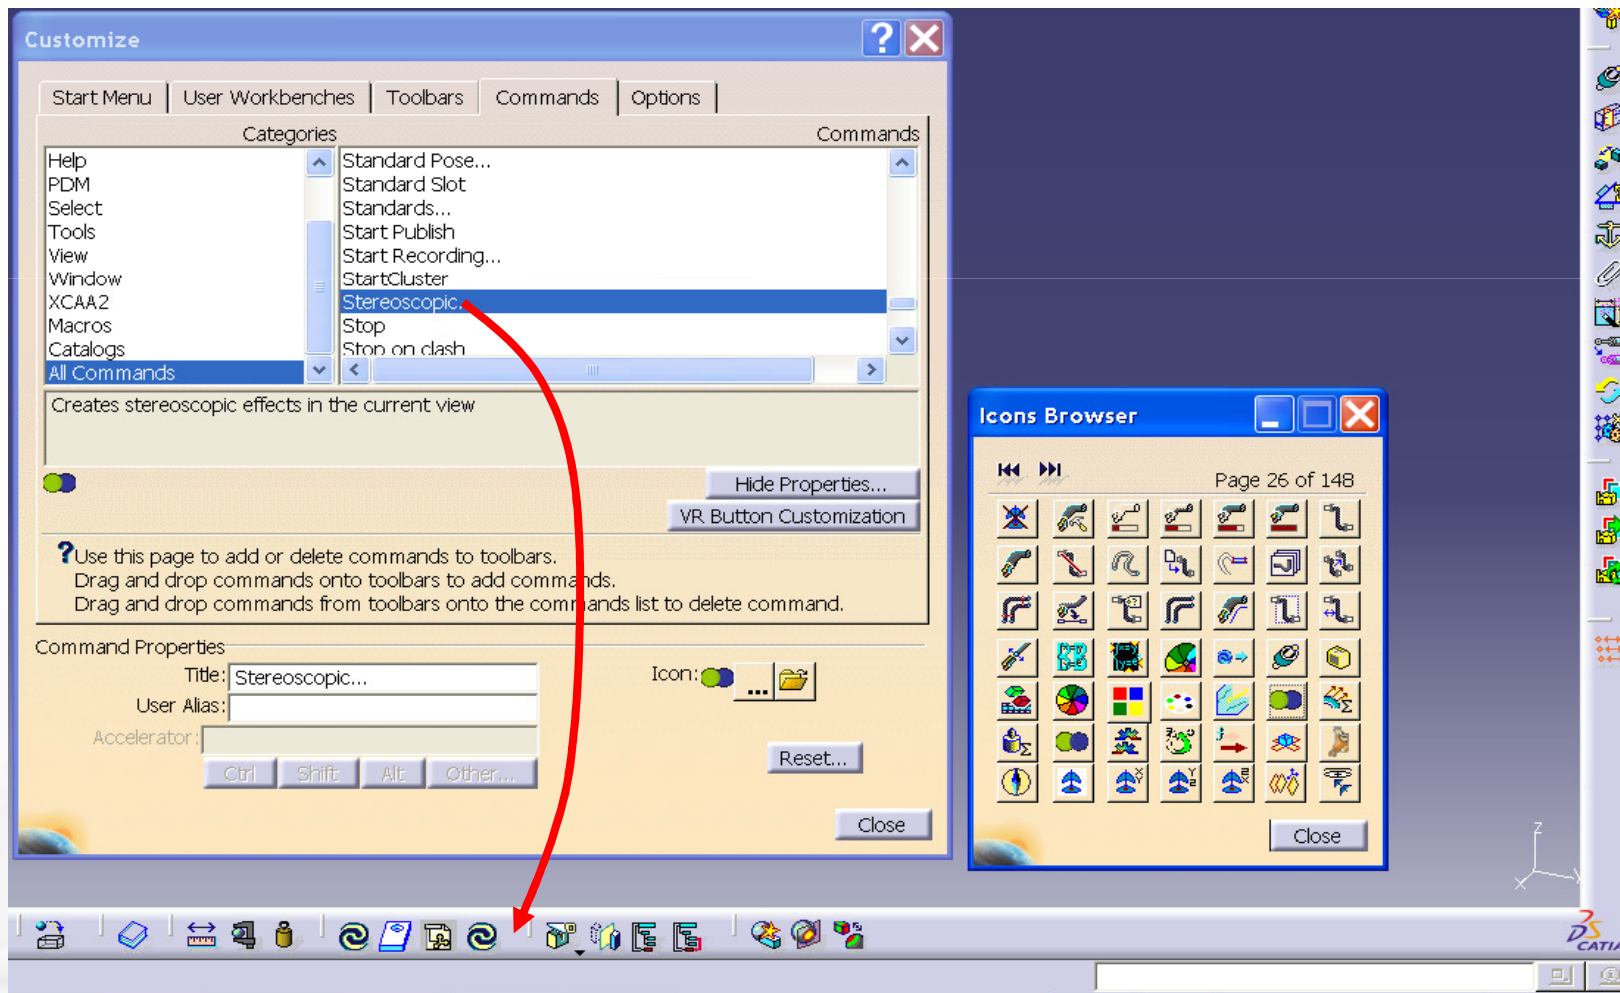 Customize
Start Menu
User Workbenches
Toolbars
Commands
Options
Categories
Commands
Help
PDM
Select
Tools
View
Window
XCAA2
Macros
Catalogs
All Commands
Standard Pose...
Standard Slot
Standards...
Start Publish
Start Recording...
StartCluster
Stereoscopic..
Stop
Stop on clash
Creates stereoscopic effects in the current view
Hide Properties...
VR Button Customization
?Use this page to add or delete commands to toolbars.
Drag and drop commands onto toolbars to add commands.
Drag and drop commands from toolbars onto the commands list to delete command.
Command Properties
Title: Stereoscopic...
Icon: ...
User Alias:
Accelerator:
Ctrl
Shift
Alt
Other...
Reset...
Close
Icons Browser
Page 26 of 148
Close
z
x
CATIA